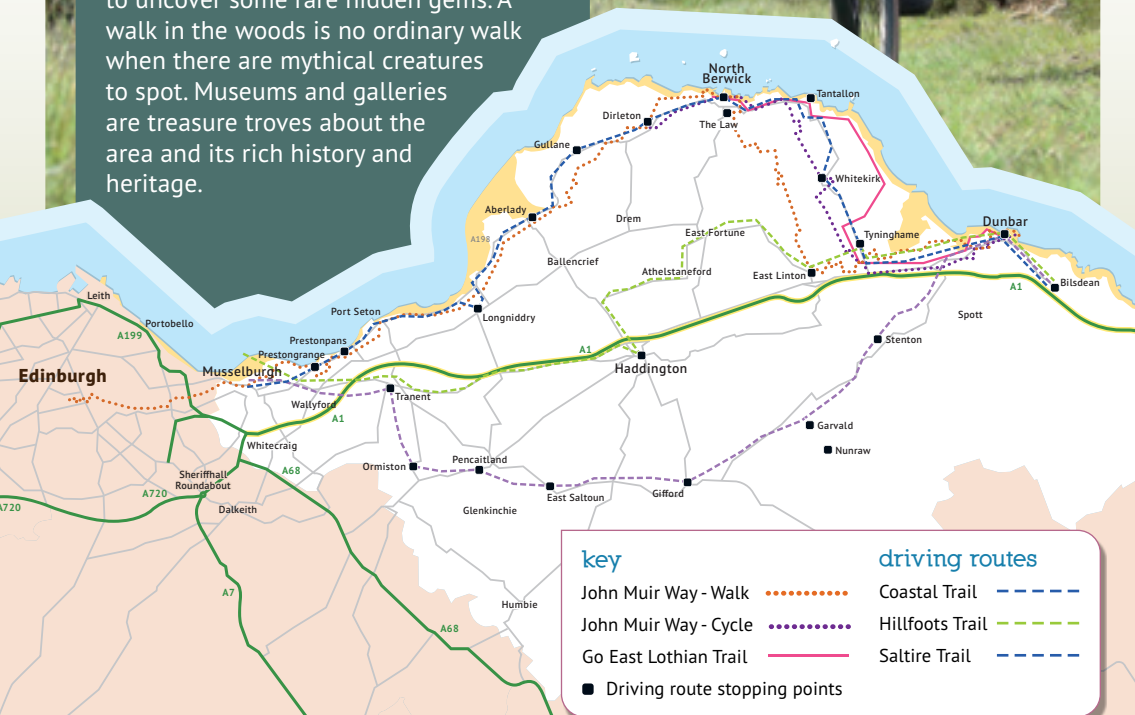 to uncover some rare hidden gems. A
walk in the woods is no ordinary walk
when there are mythical creatures
to spot. Museums and galleries
are treasure troves about the
area and its rich history and
heritage.
North
Berwick
Tantallon
Dirleton
The Law
Gullane
Whitekirk
Aberlady
Drem
East Fortune
Dunbar
Tyninghame
A198
Ballencrief
Athelstaneford
East Linton
Bilsdean
A1
Leith
Port Seton
Longniddry
Spott
Portobello
A199
Prestonpans
Stenton
Prestongrange
A1
Haddington
Edinburgh
Musselburgh
Tranent
Wallyford
A1
Garvald
Whitecraig
Nunraw
Pencaitland
Ormiston
A68
Sheriffhall
Roundabout
A720
East Saltoun
Gifford
A720
Dalkeith
Glenkinchie
A7
Humbie
A68
key
John Muir Way - Walk
John Muir Way - Cycle
Go East Lothian Trail
Driving route stopping points
driving routes
Coastal Trail
Hillfoots Trail
Saltire Trail